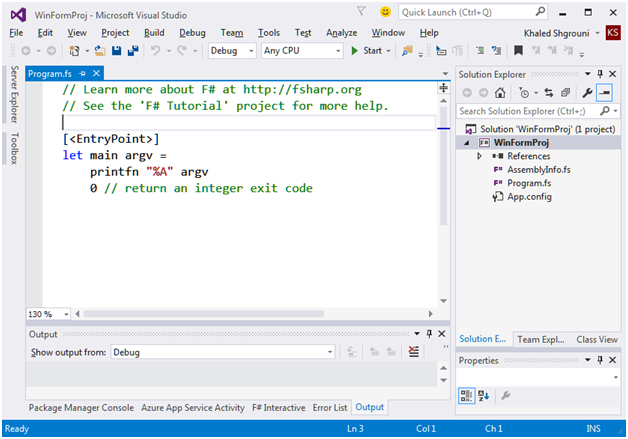 WinFormProj - Microsoft Visual Studio
Quick Launch (Ctrl+Q)
File Edit View Project Build Debug Team Tools Test Analyze Window Help
Khaled Shgrouni KS
Debug Any CPU Start
Server Explorer
Toolbox
Program.fs
// Learn more about F# at http://fsharp.org
// See the 'F# Tutorial' project for more help.
[<EntryPoint>]
let main argv =
printfn "%A" argv
0 // return an integer exit code
130 %
Output
Show output from: Debug
Package Manager Console Azure App Service Activity F# Interactive Error List Output
Solution Explorer
Search Solution Explorer (Ctrl+;)
Solution 'WinFormProj' (1 project)
F# WinFormProj
References
F# AssemblyInfo.fs
F# Program.fs
App.config
Solution E... Team Expl... Class View
Properties
Ready Ln 3 Col 1 Ch 1 INS